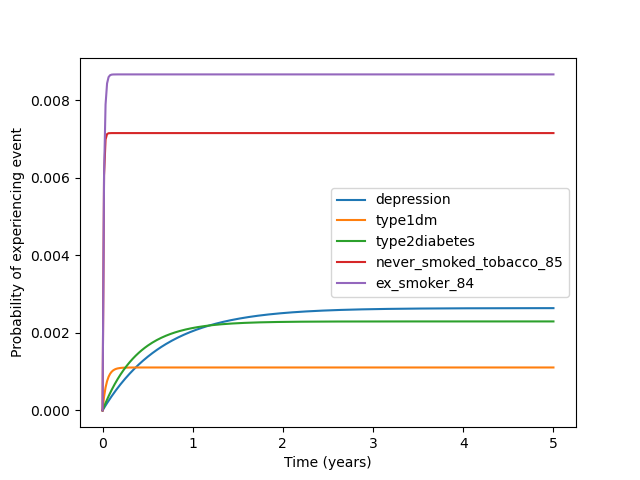 Probability of experiencing event
0.008
0.006
0.004
0.002
0.000
depression
type1dm
type2diabetes
never_smoked_tobacco_85
ex_smoker_84
0 1 2 3 4 5
Time (years)